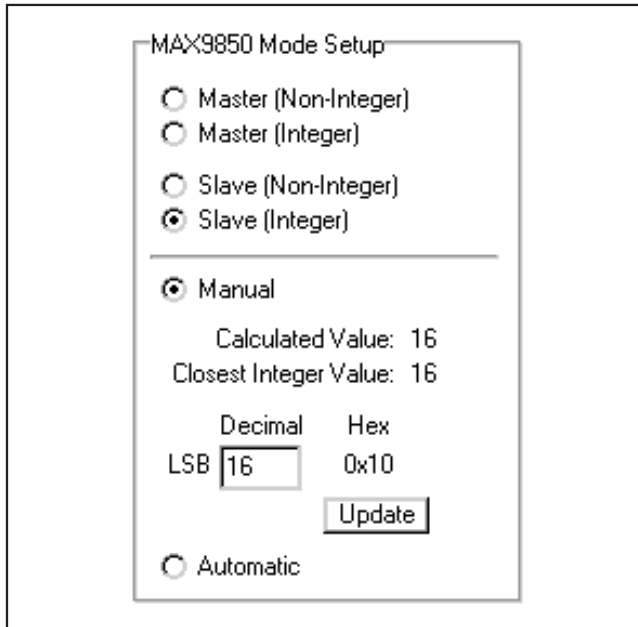 MAX9850 Mode Setup
Master (Non-Integer)
Master (Integer)
Slave (Non-Integer)
Slave (Integer)
Manual
Calculated Value: 16
Closest Integer Value: 16
Decimal Hex
LSB 16 0x10
Update
Automatic